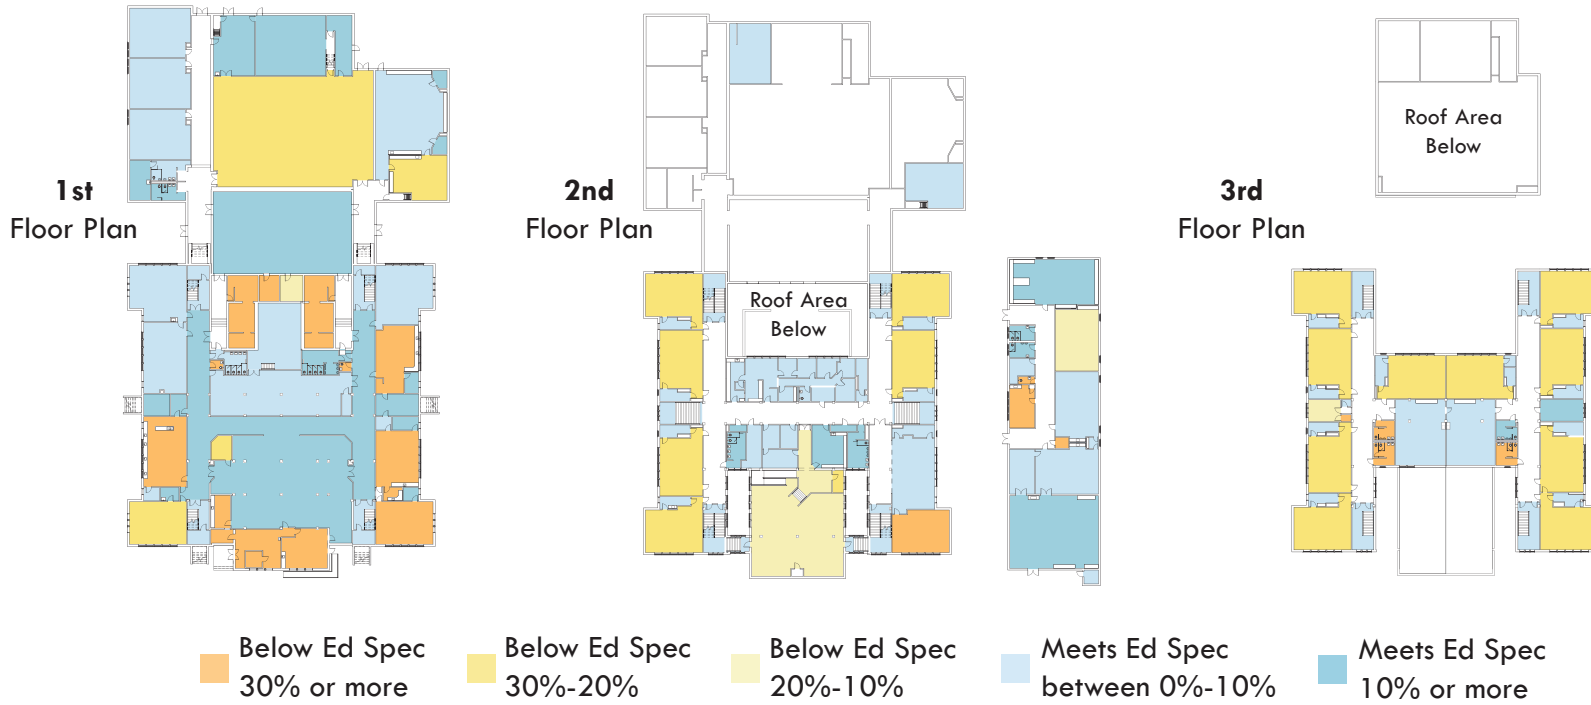 1st
Floor Plan
2nd
Floor Plan
Roof Area
Below
3rd
Floor Plan
Roof Area
Below
Below Ed Spec
30% or more
Below Ed Spec
30%-20%
Below Ed Spec
20%-10%
Meets Ed Spec
between 0%-10%
Meets Ed Spec
10% or more